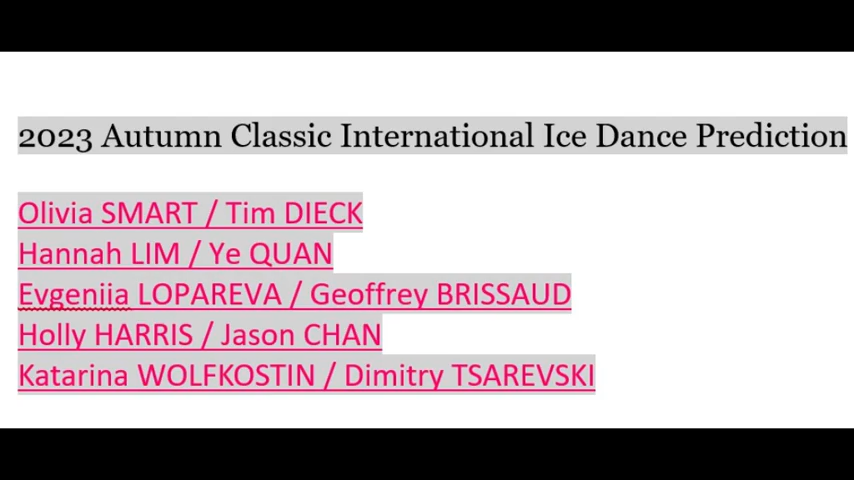 2023 Autumn Classic International Ice Dance Prediction
Olivia SMART / Tim DIECK
Hannah LIM / Ye QUAN
Evgeniia LOPAREVA / Geoffrey BRISSAUD
Holly HARRIS / Jason CHAN
Katarina WOLFKOSTIN / Dimitry TSAREVSKI